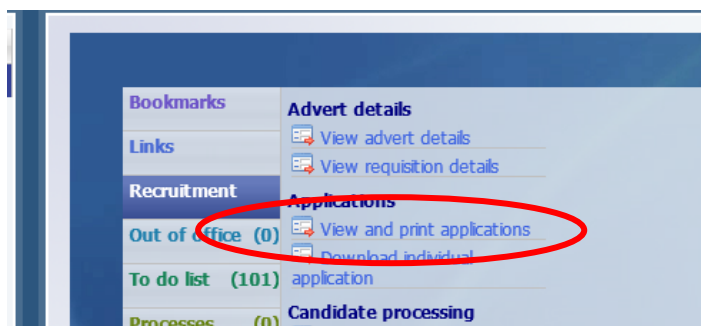 Bookmarks
Links
Recruitment
Out of office (0)
To do list (101)
Processes (0)
Advert details
View advert details
View requisition details
Applications
View and print applications
Download individual
application
Candidate processing